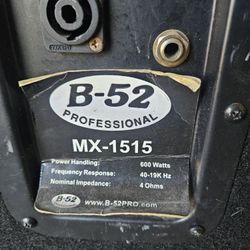 B-52
PROFESSIONAL
MX-1515
Power Handling: 600 Watts
Frequency Response: 40-19K Hz
Nominal Impedance: 4 Ohms
B-52 www.B-52PRO.com